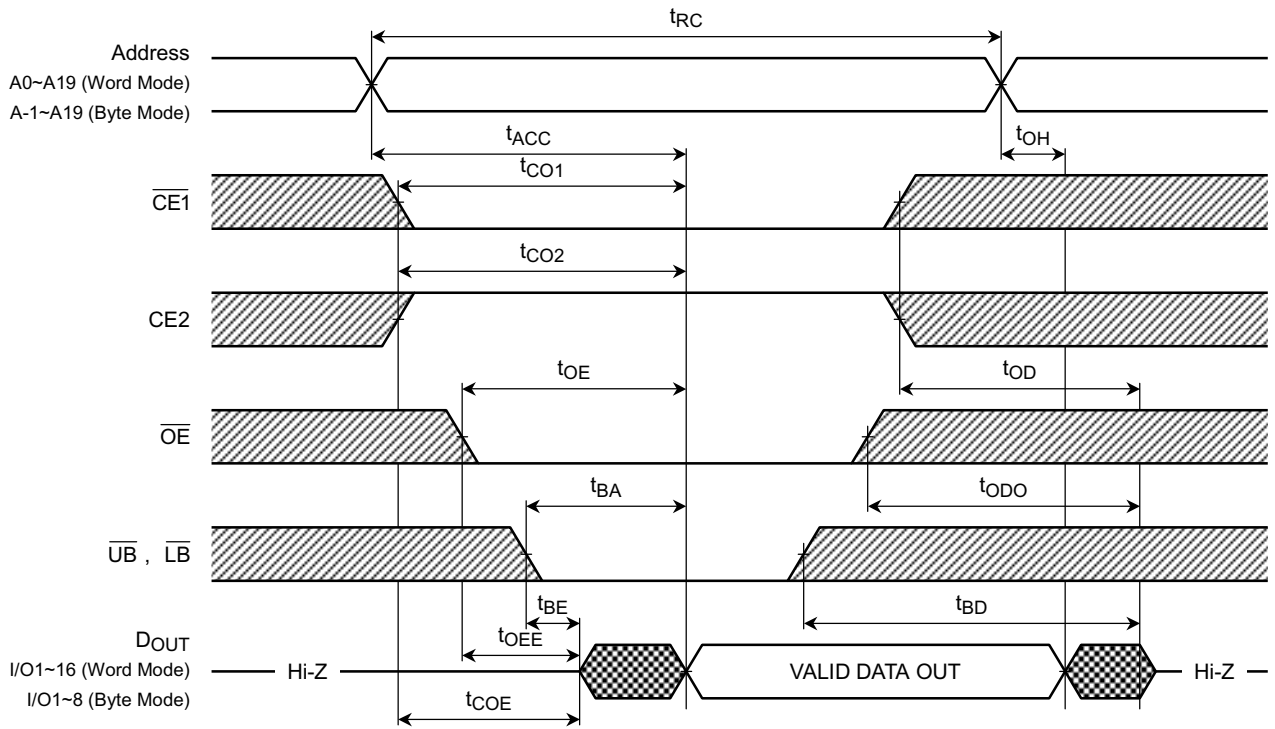 tRC
Address
A0~A19 (Word Mode)
A-1~A19 (Byte Mode)
tACC
tOH
tCO1
CE1
tCO2
CE2
tOE
tOD
OE
tBA
tODO
UB , LB
tBE
tBD
DOUT
tOEE
I/O1~16 (Word Mode)
Hi-Z
VALID DATA OUT
Hi-Z
I/O1~8 (Byte Mode)
tCOE